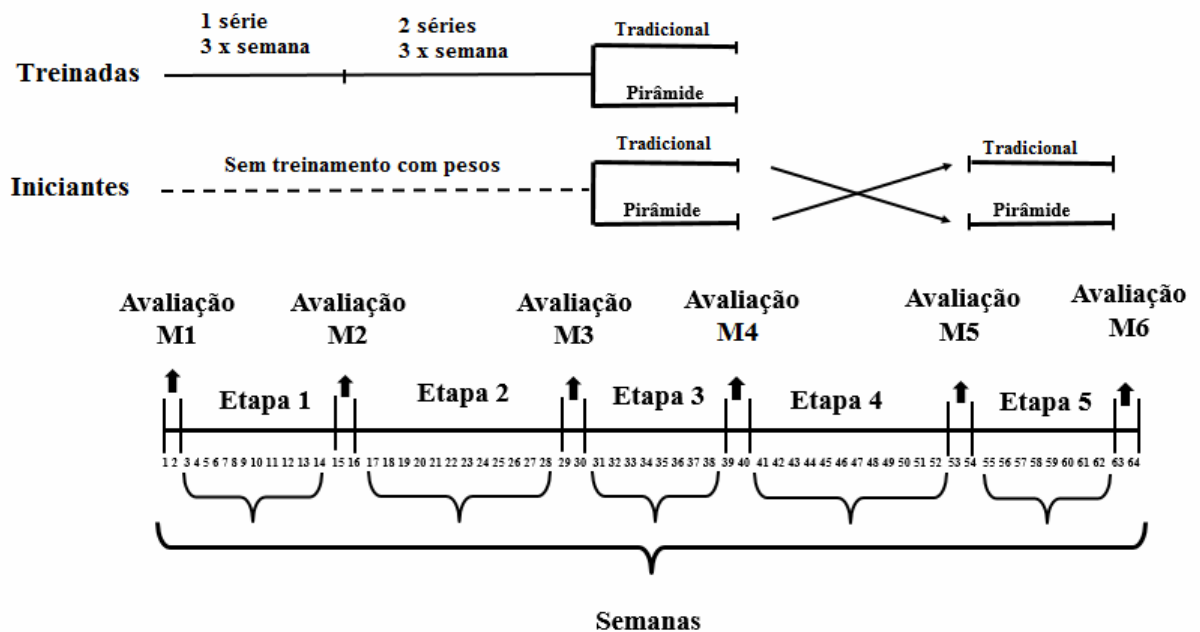 1 série
3 x semana
2 séries
3 x semana
Tradicional
Treinadas
Pirâmide
Sem treinamento com pesos
Tradicional
Tradicional
Iniciantes
Pirâmide
Pirâmide
Avaliação
M1
Avaliação
M2
Avaliação
M3
Avaliação
M4
Avaliação
M5
Avaliação
M6
Etapa 1
Etapa 2
Etapa 3
Etapa 4
Etapa 5
1 2 3 4 5 6 7 8 9 10 11 12 13 14 15 16 17 18 19 20 21 22 23 24 25 26 27 28 29 30 31 32 33 34 35 36 37 38 39 40 41 42 43 44 45 46 47 48 49 50 51 52 53 54 55 56 57 58 59 60 61 62 63 64
Semanas